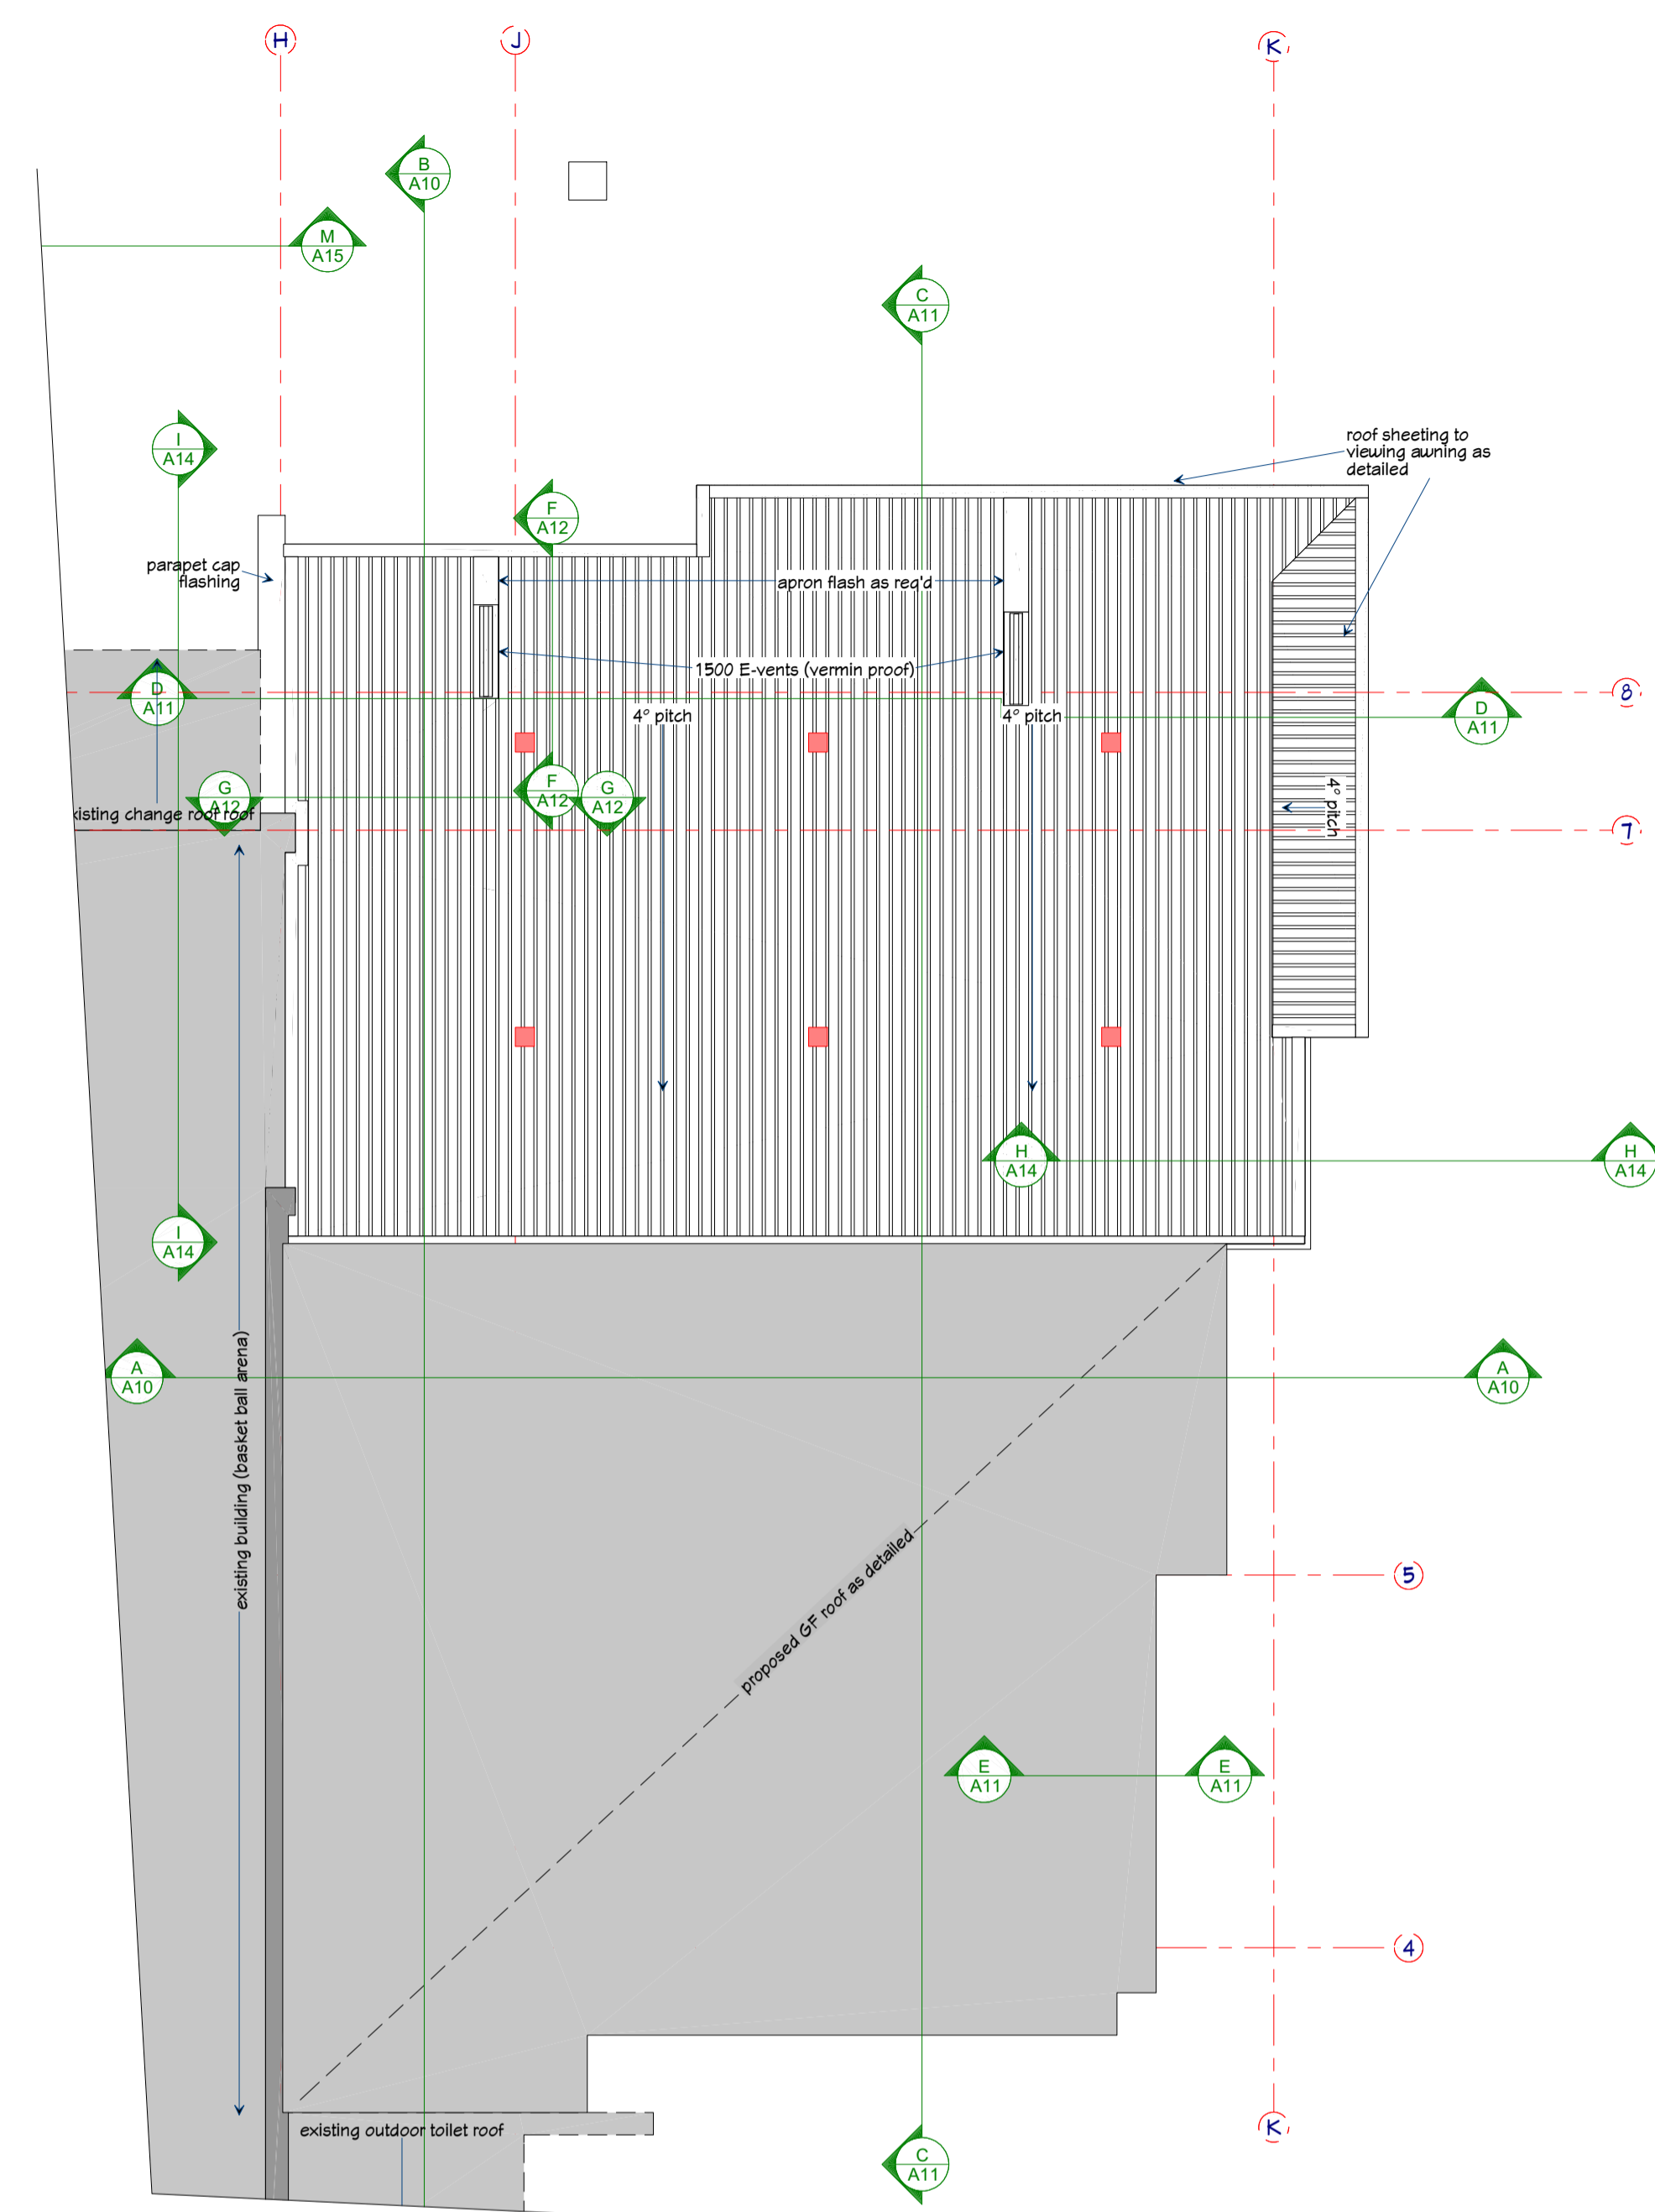 H
J
K
B
A10
M
A15
C
A11
I
A14
roof sheeting to
viewing awning as
detailed
F
A12
parapet cap
flashing
apron flash as req'd
1500 E-vents (vermin proof)
D
A11
8
4° pitch
4° pitch
D
A11
G
A12
F
A12
G
A12
4° pitch
xisting change roof roof
7
H
A14
H
A14
I
A14
A
A10
A
A10
existing building (basket ball arena)
5
proposed GF roof as detailed
E
A11
E
A11
4
K
existing outdoor toilet roof
C
A11